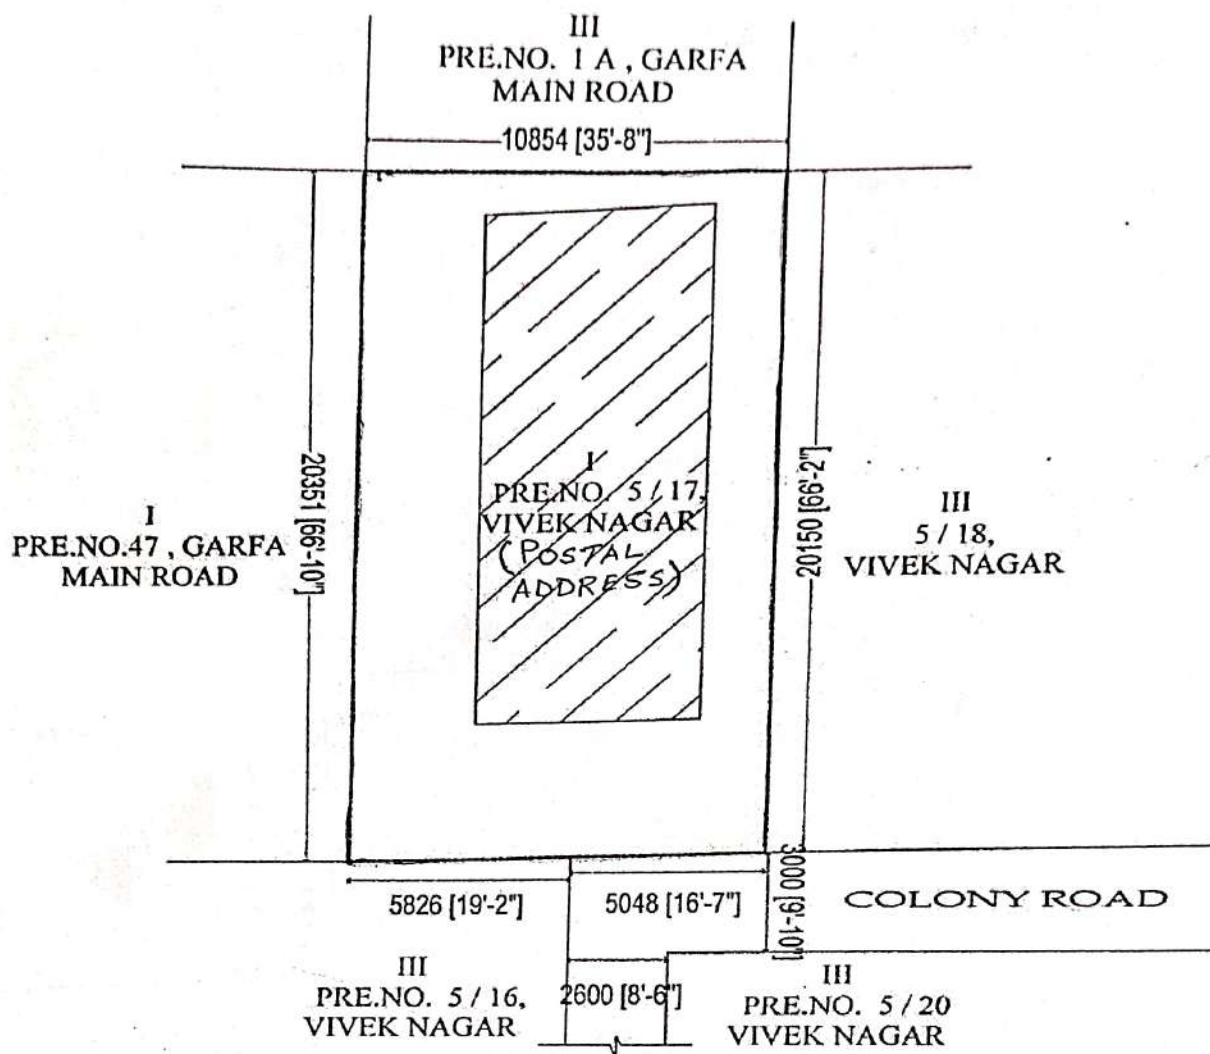 III
PRE.NO. 1 A , GARFA
MAIN ROAD
10854 [35'-8"]
20351 [66'-10"]
I
PRE.NO.47 , GARFA
MAIN ROAD
I
PRE.NO. 5 / 17,
VIVEK NAGAR
(POSTAL
ADDRESS)
20150 [66'-2"]
III
5 / 18,
VIVEK NAGAR
5826 [19'-2"]
5048 [16'-7"]
3000 [9'-10"]
COLONY ROAD
III
PRE.NO. 5 / 16,
VIVEK NAGAR
2600 [8'-6"]
III
PRE.NO. 5 / 20
VIVEK NAGAR